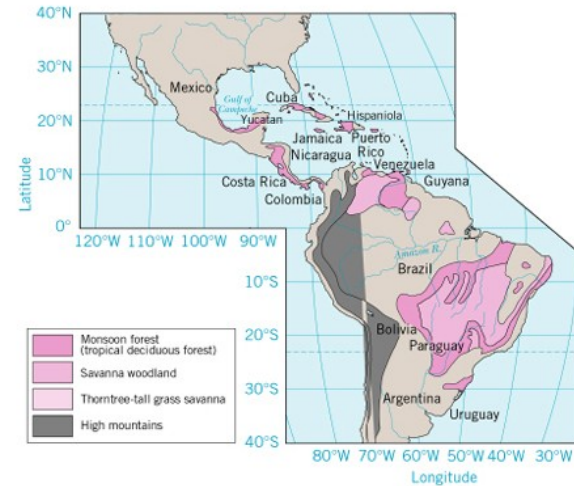 40°N
30°N
Mexico
Gulf of
Campeche
Cuba
20°N
Yucatan
Hispaniola
Jamaica
Puerto
Rico
Nicaragua
10°N
Venezuela
Costa Rica
Guyana
Colombia
Latitude
0°
120°W
110°W
100°W
90°W
Amazon R.
Brazil
10°S
Bolivia
20°S
Paraguay
30°S
Argentina
Uruguay
40°S
80°W
70°W
60°W
50°W
40°W
30°W
Longitude
Monsoon forest
(tropical deciduous forest)
Savanna woodland
Thorntree-tall grass savanna
High mountains